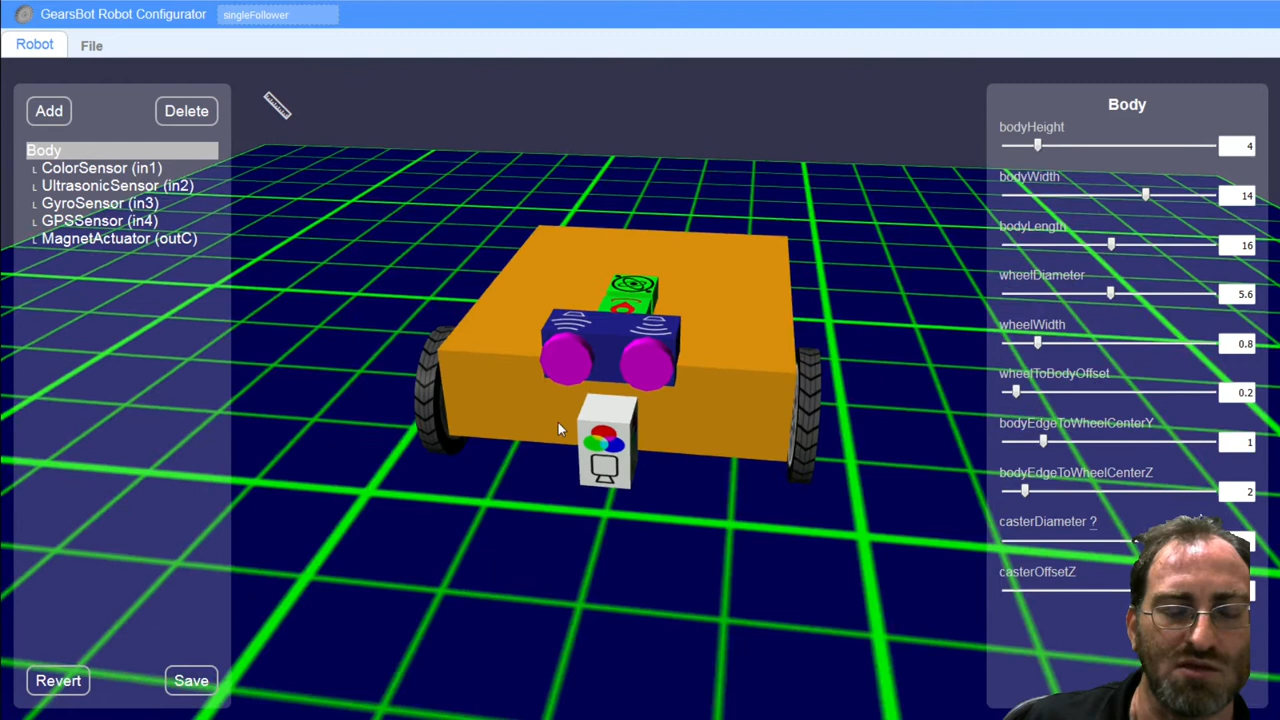 GearsBot Robot Configurator singleFollower
Robot File
Add Delete
Body
ColorSensor (in1)
UltrasonicSensor (in2)
GyroSensor (in3)
GPSSensor (in4)
MagnetActuator (outC)
Revert Save
Body
bodyHeight
4
bodyWidth
14
bodyLength
16
wheelDiameter
5.6
wheelWidth
0.8
wheelToBodyOffset
0.2
bodyEdgeToWheelCenterY
1
bodyEdgeToWheelCenterZ
2
casterDiameter ?
casterOffsetZ